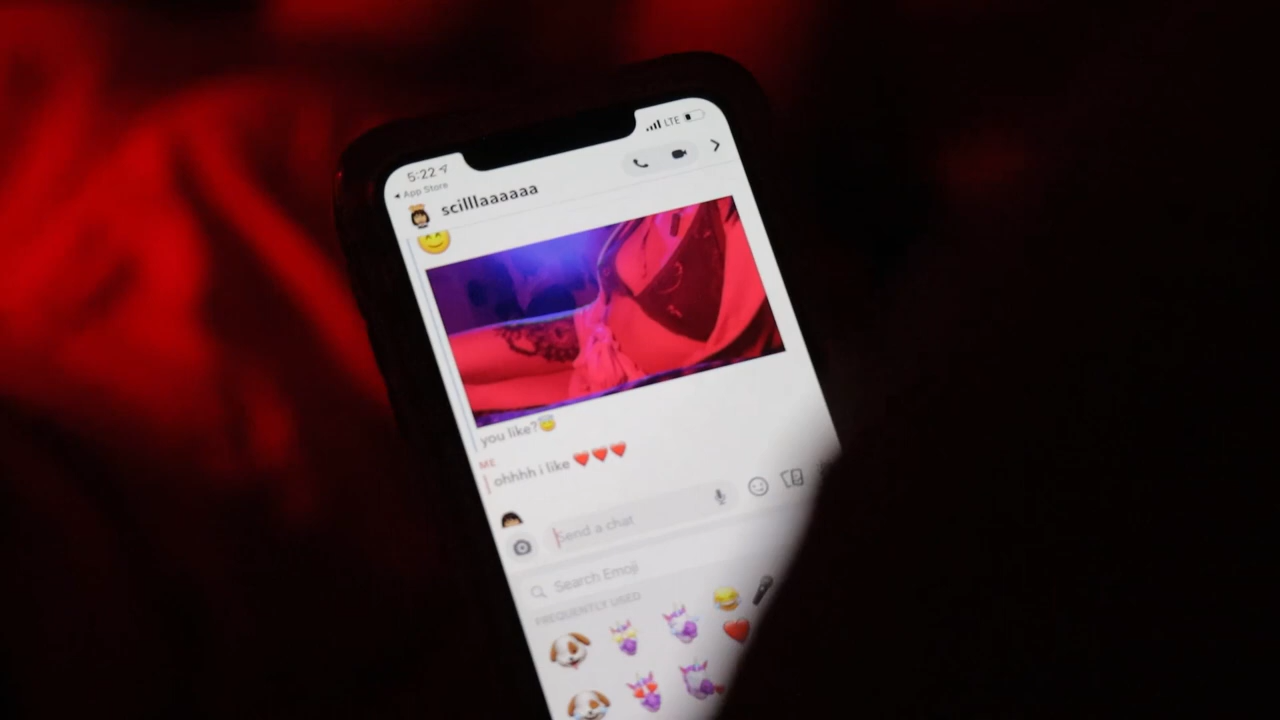 5:22
LTE
App Store
scilllaaaaaa
you like?
ME
ohhhh i like
Send a chat
Search Emoji
FREQUENTLY USED